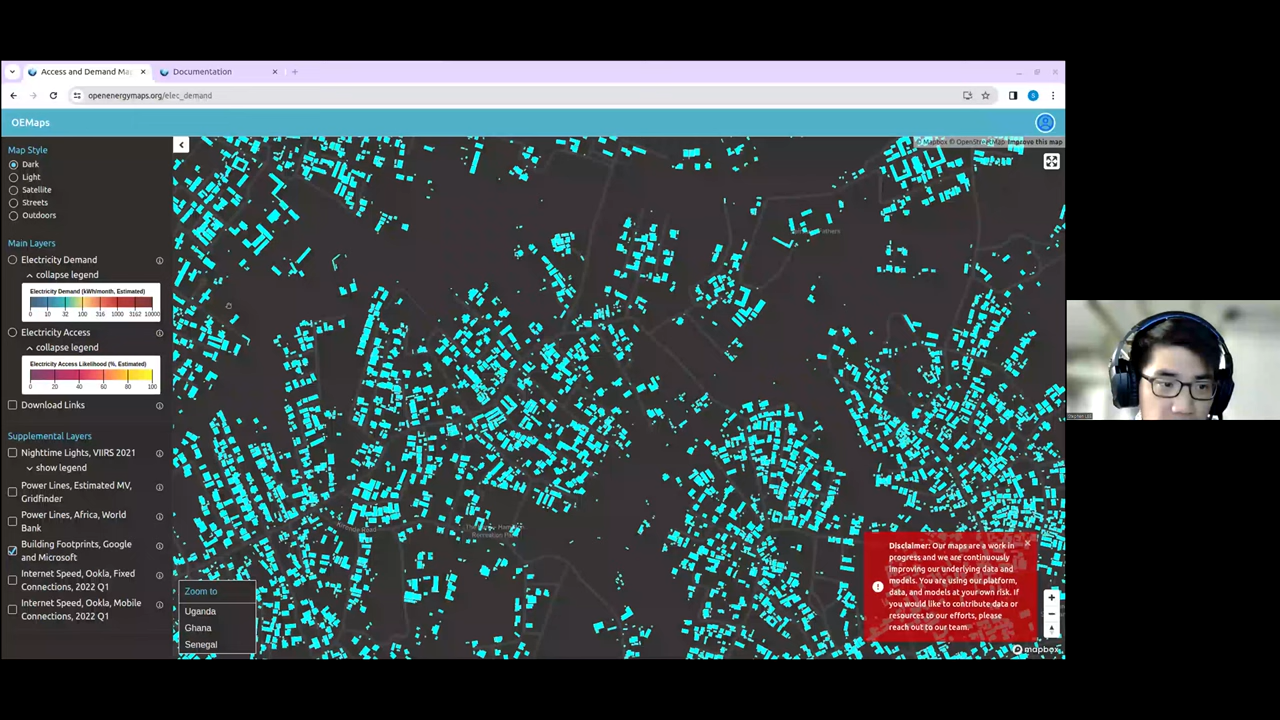 Access and Demand Ma
Documentation
openenergymaps.org/elec_demand
OEMaps
Map Style
Dark
Light
Satellite
Streets
Outdoors
Main Layers
Electricity Demand
collapse legend
Electricity Demand (kWh/month, Estimated)
0 10 32 100 316 1000 3162 10000
Electricity Access
collapse legend
Electricity Access Likelihood (%, Estimated)
0 20 40 60 80 100
Download Links
Supplemental Layers
Nighttime Lights, VIIRS 2021
show legend
Power Lines, Estimated MV,
Gridfinder
Power Lines, Africa, World
Bank
Building Footprints, Google
and Microsoft
Internet Speed, Ookla, Fixed
Connections, 2022 Q1
Internet Speed, Ookla, Mobile
Connections, 2022 Q1
Zoom to
Uganda
Ghana
Senegal
© Mapbox © OpenStreetMap Improve this map
Disclaimer: Our maps are a work in
progress and we are continuously
improving our underlying data and
models. You are using our platform,
data, and models at your own risk. If
you would like to contribute data or
resources to our efforts, please
reach out to our team.
mapbox